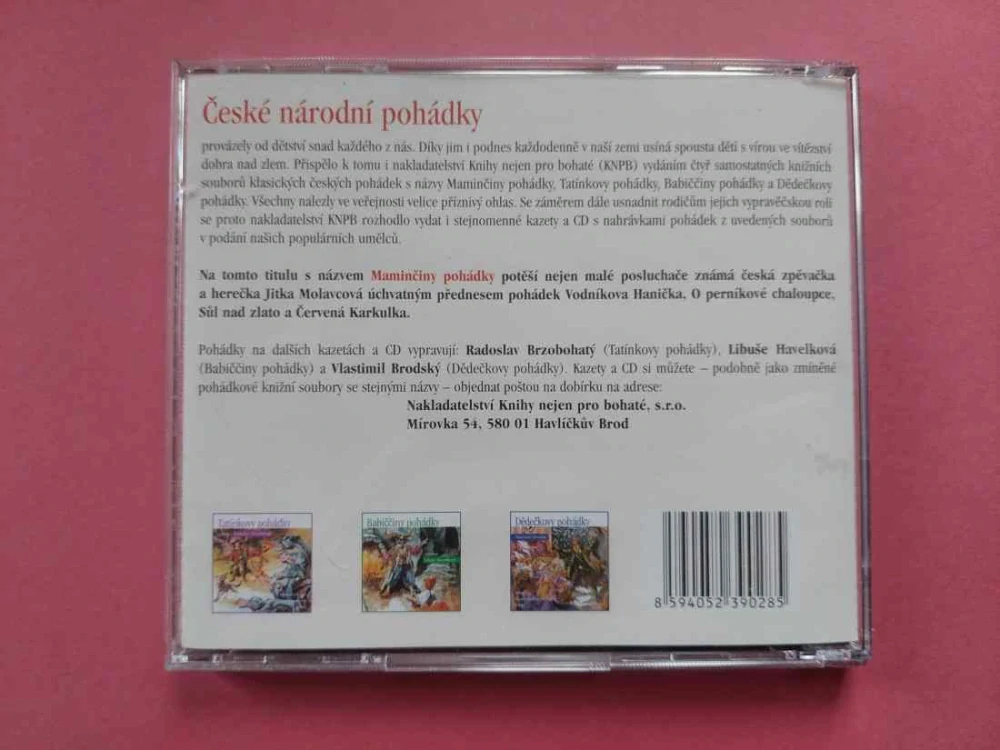 České národní pohádky
provázely od dětství snad každého z nás. Díky jim i podnes každodenně v naší zemi usíná spousta dětí s vírou ve vítězství
dobra nad zlem. Přispělo k tomu i nakladatelství Knihy nejen pro bohaté (KNPB) vydáním čtyř samostatných knižních
souborů klasických českých pohádek s názvy Maminčiny pohádky, Tatínkovy pohádky, Babiččiny pohádky a Dědečkovy
pohádky. Všechny nalezly ve veřejnosti velice příznivý ohlas. Se záměrem dále usnadnit rodičům jejich vypravěčskou roli
se proto nakladatelství KNPB rozhodlo vydat i stejnomenné kazety a CD s nahrávkami pohádek z uvedených souborů
v podání našich populárních umělců.
Na tomto titulu s názvem Maminčiny pohádky potěší nejen malé posluchače známá česká zpěvačka
a herečka Jitka Molavcová úchvatným přednesem pohádek Vodníkova Hanička, O perníkové chaloupce,
Sůl nad zlato a Červená Karkulka.
Pohádky na dalších kazetách a CD vypravují: Radoslav Brzobohatý (Tatínkovy pohádky), Libuše Havelková
(Babiččiny pohádky) a Vlastimil Brodský (Dědečkovy pohádky). Kazety a CD si můžete – podobně jako zmíněné
pohádkové knižní soubory se stejnými názvy – objednat poštou na dobírku na adrese:
Nakladatelství Knihy nejen pro bohaté, s.r.o.
Mírovka 54, 580 01 Havlíčkův Brod
Tatínkovy pohádky
Babiččiny pohádky
Dědečkovy pohádky
8 594052 390285